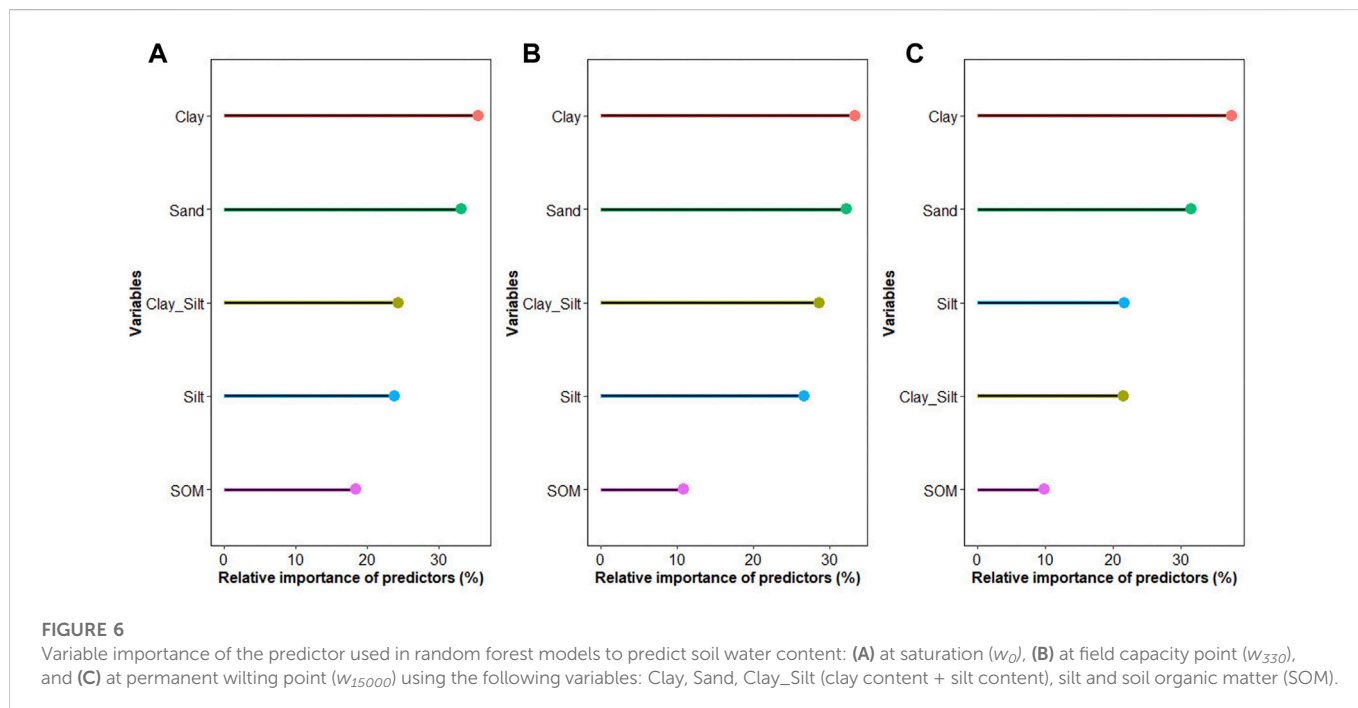 A
Variables
Clay
Sand
Clay_Silt
Silt
SOM
0 10 20 30
Relative importance of predictors (%)
B
Variables
Clay
Sand
Clay_Silt
Silt
SOM
0 10 20 30
Relative importance of predictors (%)
C
Variables
Clay
Sand
Silt
Clay_Silt
SOM
0 10 20 30
Relative importance of predictors (%)
FIGURE 6
Variable importance of the predictor used in random forest models to predict soil water content: (A) at saturation (w0), (B) at field capacity point (w330),
and (C) at permanent wilting point (w15000) using the following variables: Clay, Sand, Clay_Silt (clay content + silt content), silt and soil organic matter (SOM).